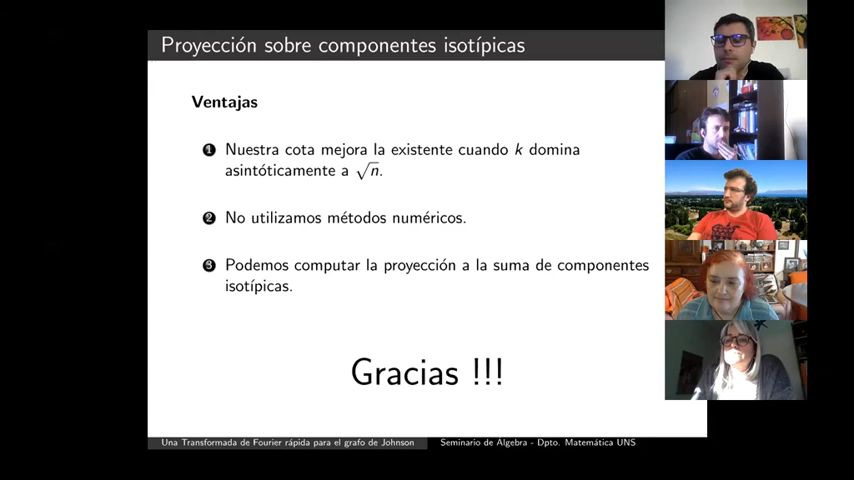 Proyección sobre componentes isotípicas
Ventajas
1 Nuestra cota mejora la existente cuando k domina
asintóticamente a √n.
2 No utilizamos métodos numéricos.
3 Podemos computar la proyección a la suma de componentes
isotípicas.
Gracias !!!
Una Transformada de Fourier rápida para el grafo de Johnson
Seminario de Álgebra - Dpto. Matemática UNS